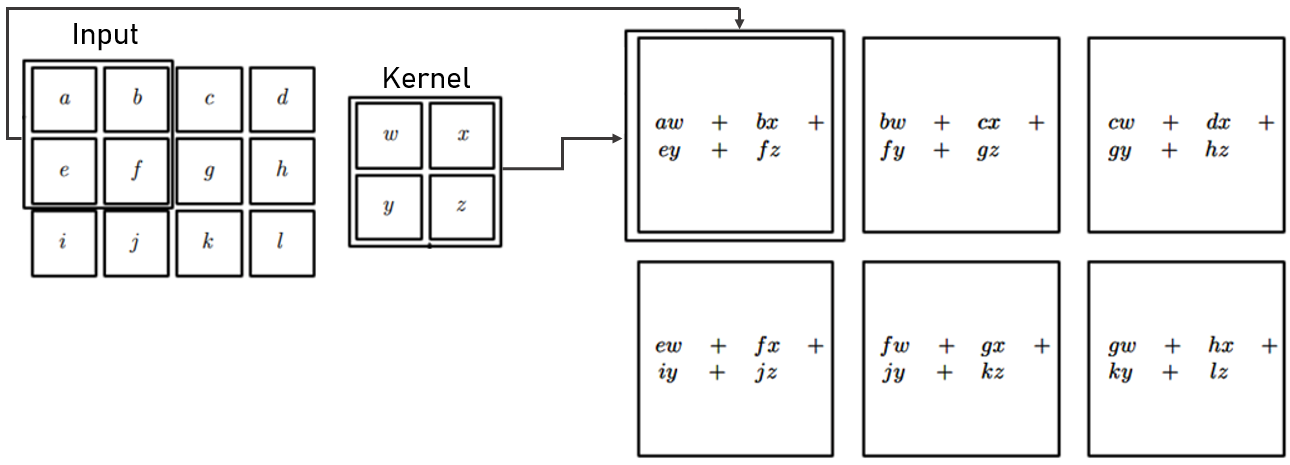 Input
a b c d
e f g h
i j k l
Kernel
w x
y z
aw + bx +
ey + fz
bw + cx +
fy + gz
cw + dx +
gy + hz
ew + fx +
iy + jz
fw + gx +
jy + kz
gw + hx +
ky + lz